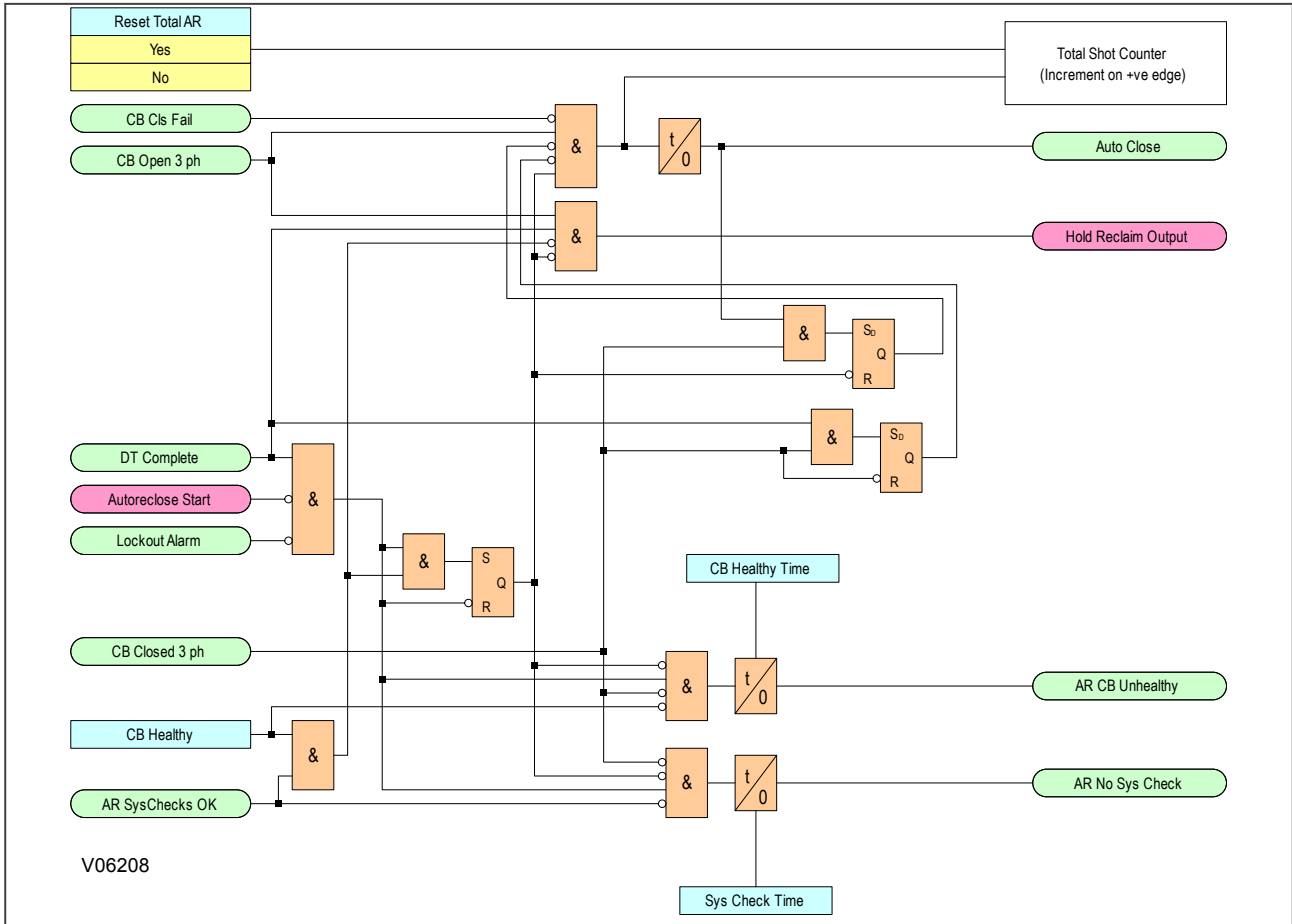 Reset Total AR
Yes
No
Total Shot Counter
(Increment on +ve edge)
CB Cls Fail
CB Open 3 ph
&
t
0
Auto Close
&
Hold Reclaim Output
&
SD
Q
R
&
SD
Q
R
DT Complete
Autoreclose Start
Lockout Alarm
&
&
S
Q
R
CB Healthy Time
CB Closed 3 ph
&
t
0
AR CB Unhealthy
CB Healthy
&
AR SysChecks OK
&
t
0
AR No Sys Check
V06208
Sys Check Time